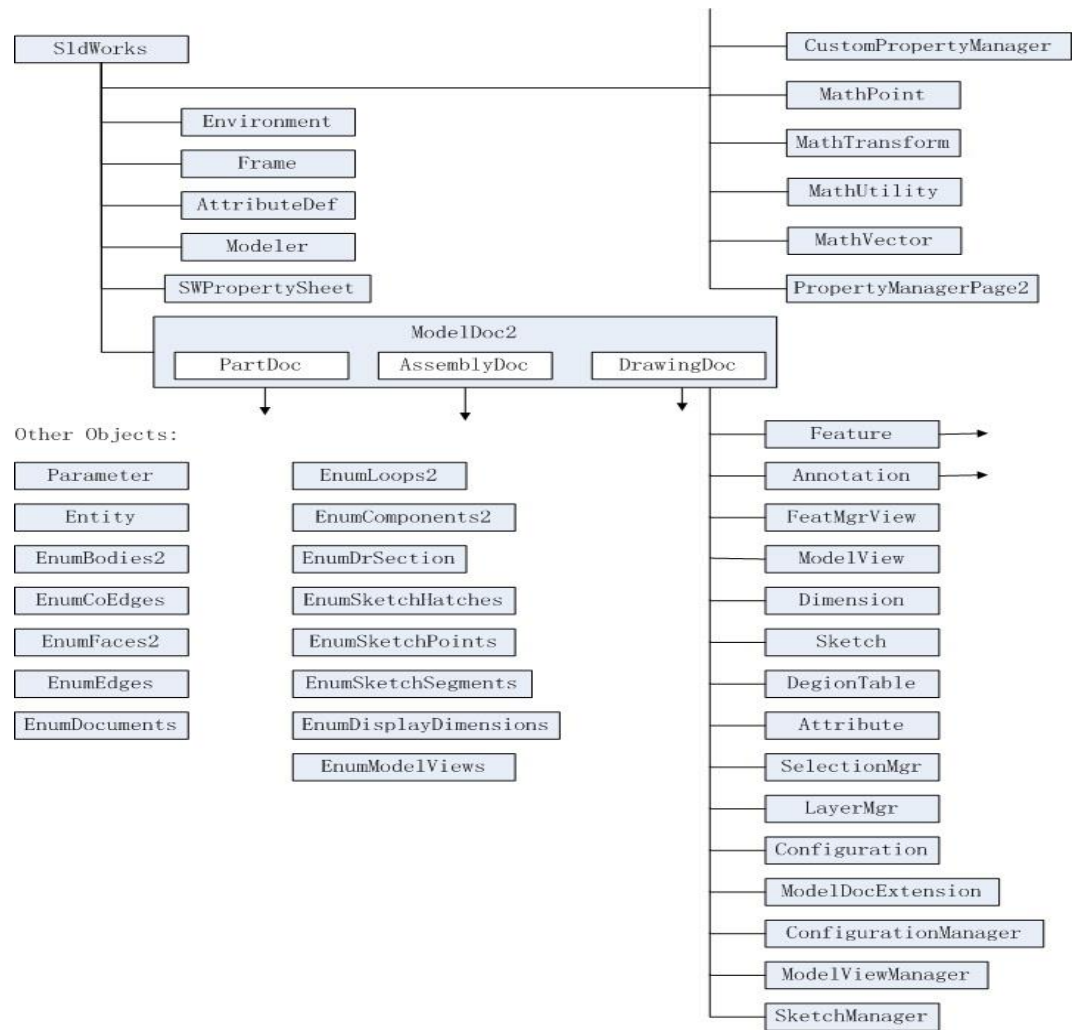 SldWorks
Environment
Frame
AttributeDef
Modeler
SWPropertySheet
CustomPropertyManager
MathPoint
MathTransform
MathUtility
MathVector
PropertyManagerPage2
ModelDoc2
PartDoc
AssemblyDoc
DrawingDoc
Other Objects:
Parameter
Entity
EnumBodies2
EnumCoEdges
EnumFaces2
EnumEdges
EnumDocuments
EnumLoops2
EnumComponents2
EnumDrSection
EnumSketchHatches
EnumSketchPoints
EnumSketchSegments
EnumDisplayDimensions
EnumModelViews
Feature
Annotation
FeatMgrView
ModelView
Dimension
Sketch
DegionTable
Attribute
SelectionMgr
LayerMgr
Configuration
ModelDocExtension
ConfigurationManager
ModelViewManager
SketchManager